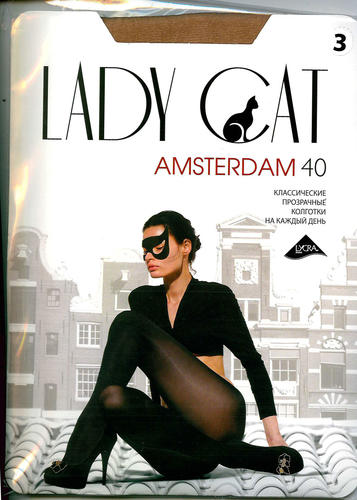 3
LADY CAT
AMSTERDAM 40
КЛАССИЧЕСКИЕ
ПРОЗРАЧНЫЕ
КОЛГОТКИ
НА КАЖДЫЙ ДЕНЬ
LYCRA